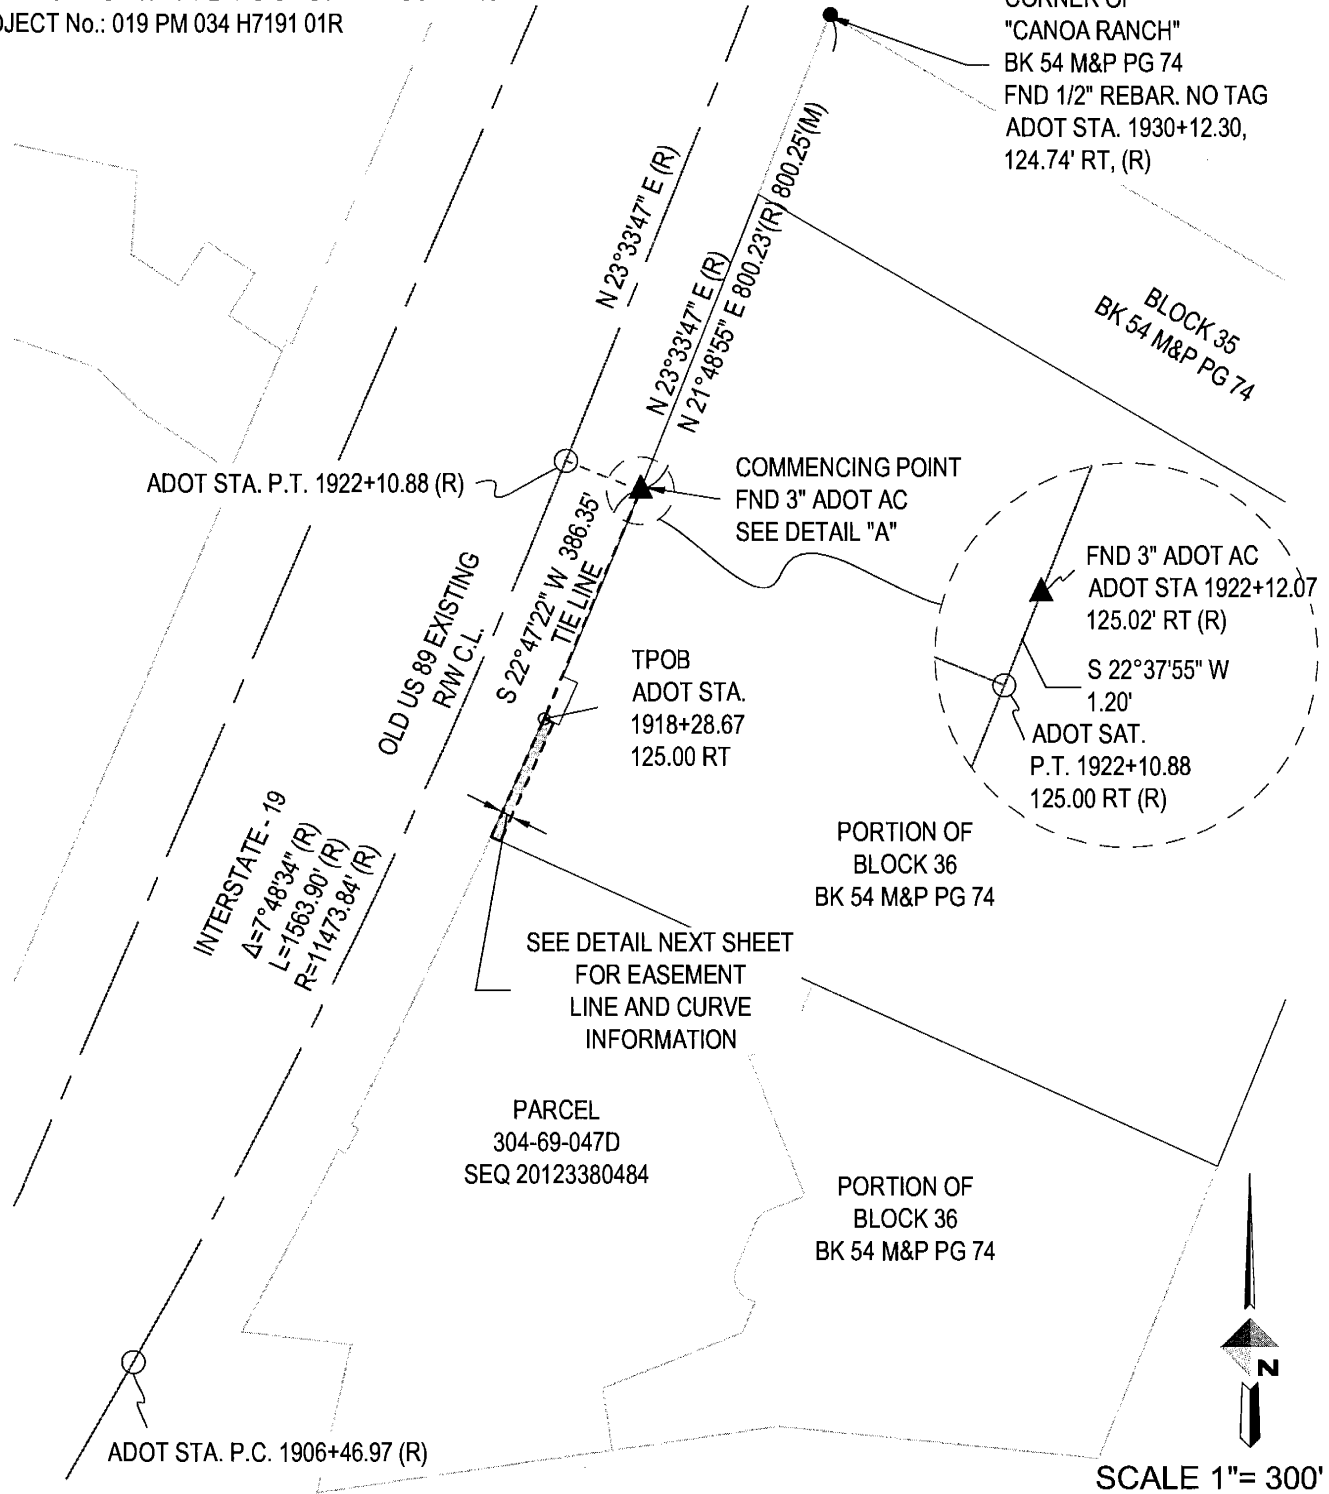 OJECT No.: 019 PM 034 H7191 01R
CORNER OF
"CANOA RANCH"
BK 54 M&P PG 74
FND 1/2" REBAR. NO TAG
ADOT STA. 1930+12.30,
124.74' RT, (R)
N 23°33'47" E (R)
N 23°33'47" E (R)
N 21°48'55" E 800.23'(R) 800.25'(M)
BLOCK 35
BK 54 M&P PG 74
ADOT STA. P.T. 1922+10.88 (R)
COMMENCING POINT
FND 3" ADOT AC
SEE DETAIL "A"
FND 3" ADOT AC
ADOT STA 1922+12.07
125.02' RT (R)
S 22°37'55" W
1.20'
ADOT SAT.
P.T. 1922+10.88
125.00 RT (R)
S 22°47'22" W 386.35'
TIE LINE
OLD US 89 EXISTING
R/W C.L.
TPOB
ADOT STA.
1918+28.67
125.00 RT
INTERSTATE - 19
Δ=7°48'34" (R)
L=1563.90' (R)
R=11473.84' (R)
PORTION OF
BLOCK 36
BK 54 M&P PG 74
SEE DETAIL NEXT SHEET
FOR EASEMENT
LINE AND CURVE
INFORMATION
PARCEL
304-69-047D
SEQ 20123380484
PORTION OF
BLOCK 36
BK 54 M&P PG 74
N
ADOT STA. P.C. 1906+46.97 (R)
SCALE 1"= 300'